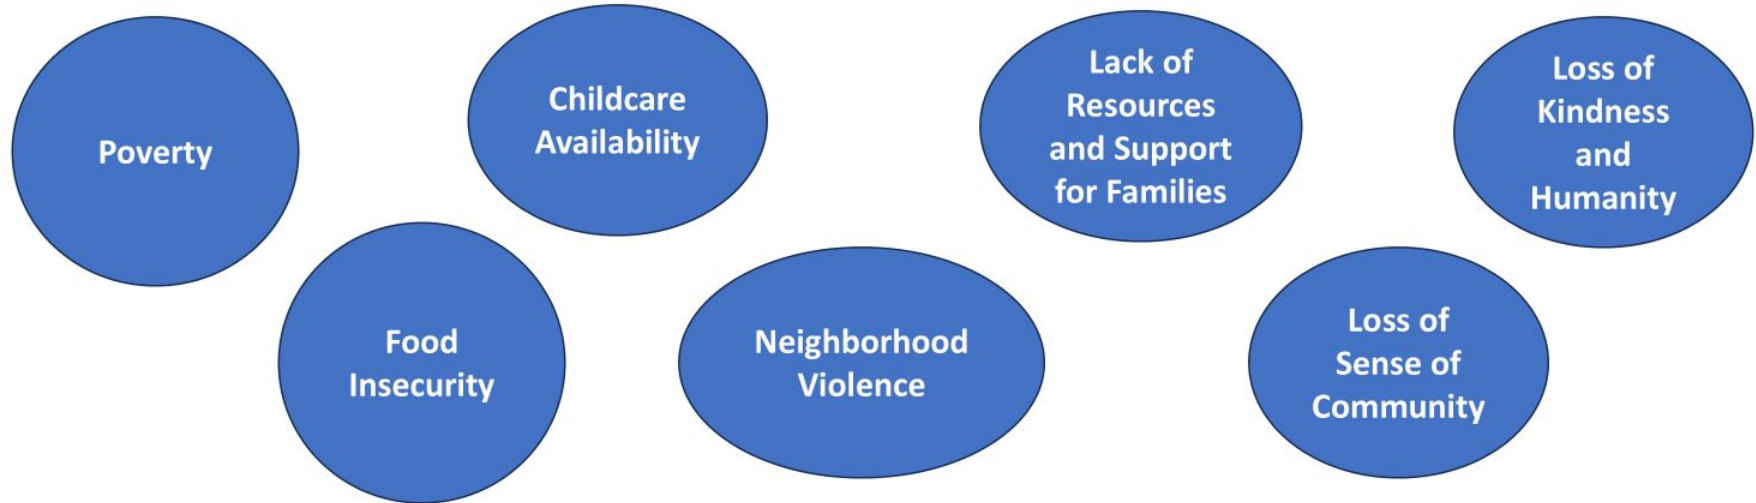 Poverty
Childcare
Availability
Lack of
Resources
and Support
for Families
Loss of
Kindness
and
Humanity
Food
Insecurity
Neighborhood
Violence
Loss of
Sense of
Community